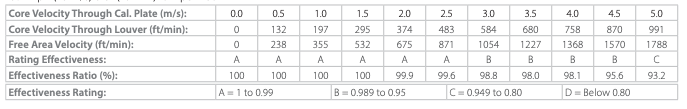 Core Velocity Through Cal. Plate (m/s): 0.0 0.5 1.0 1.5 2.0 2.5 3.0 3.5 4.0 4.5 5.0
Core Velocity Through Louver (ft/min): 0 132 197 295 374 483 584 680 758 870 991
Free Area Velocity (ft/min): 0 238 355 532 675 871 1054 1227 1368 1570 1788
Rating Effectiveness: A A A A A A B B B B C
Effectiveness Ratio (%): 100 100 100 100 99.9 99.6 98.8 98.0 98.1 95.6 93.2
Effectiveness Rating: A = 1 to 0.99 B = 0.989 to 0.95 C = 0.949 to 0.80 D = Below 0.80